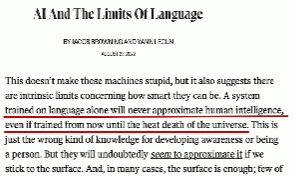 AI And The Limits Of Language
BY JACOB BROWNING AND YANN LECUN
AUGUST 23, 2022
This doesn't make these machines stupid, but it also suggests there
are intrinsic limits concerning how smart they can be. A system
trained on language alone will never approximate human intelligence,
even if trained from now until the heat death of the universe. This is
just the wrong kind of knowledge for developing awareness or being
a person. But they will undoubtedly seem to approximate it if we
stick to the surface. And, in many cases, the surface is enough; few of